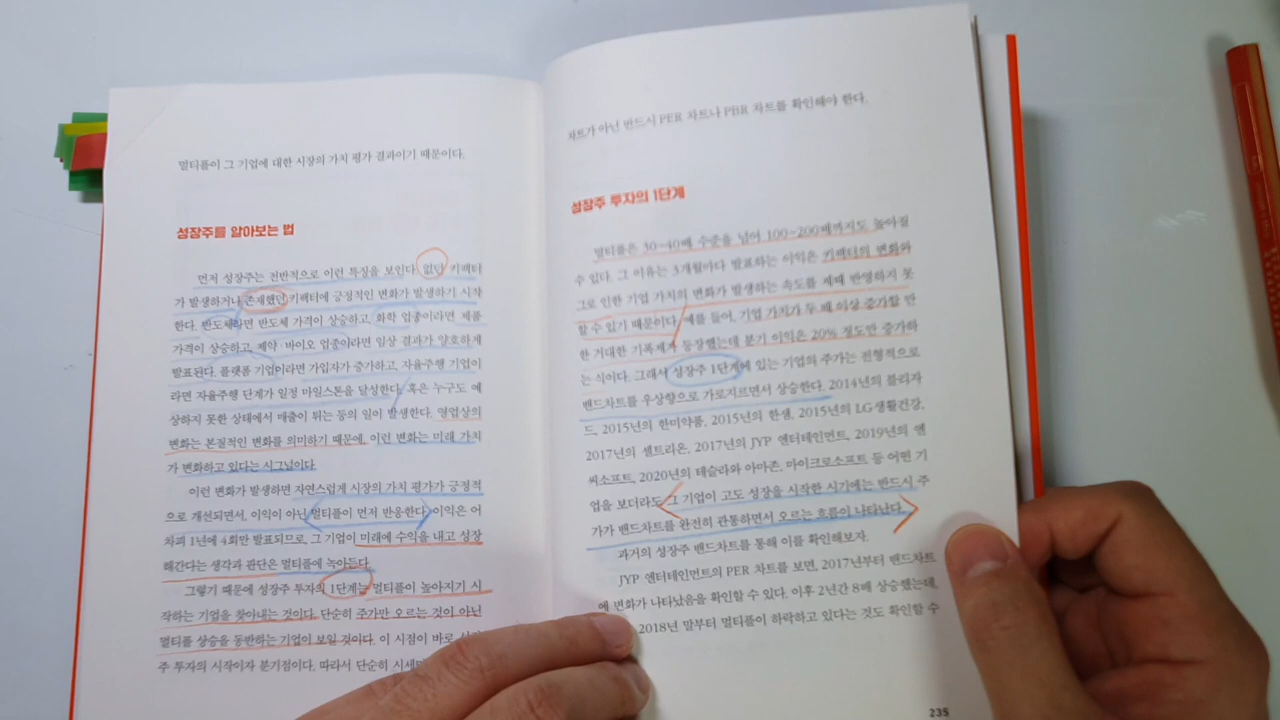 멀티플이 그 기업에 대한 시장의 가치 평가 결과이기 때문이다.
성장주를 알아보는 법
먼저 성장주는 전반적으로 이런 특징을 보인다. 없던 키팩터
가 발생하거나 존재했던 키팩터에 긍정적인 변화가 발생하기 시작
한다. 반도체라면 반도체 가격이 상승하고, 화학 업종이라면 제품
가격이 상승하고, 제약·바이오 업종이라면 임상 결과가 양호하게
발표된다. 플랫폼 기업이라면 가입자가 증가하고, 자율주행 기업이
라면 자율주행 단계가 일정 마일스톤을 달성한다. 혹은 누구도 예
상하지 못한 상태에서 매출이 뛰는 등의 일이 발생한다. 영업상의
변화는 본질적인 변화를 의미하기 때문에, 이런 변화는 미래 가치
가 변화하고 있다는 시그널이다.
이런 변화가 발생하면 자연스럽게 시장의 가치 평가가 긍정적
으로 개선되면서, 이익이 아닌 멀티플이 먼저 반응한다. 이익은 어
차피 1년에 4회만 발표되므로, 그 기업이 미래에 수익을 내고 성장
해간다는 생각과 판단은 멀티플에 녹아든다.
그렇기 때문에 성장주 투자의 1단계는 멀티플이 높아지기 시
작하는 기업을 찾아내는 것이다. 단순히 주가만 오르는 것이 아닌
멀티플 상승을 동반하는 기업이 보일 것이다. 이 시점이 바로
주 투자의 시작이자 분기점이다. 따라서 단순히
차트가 아닌 반드시 PER 차트나 PBR 차트를 확인해야 한다.
성장주 투자의 1단계
멀티플은 30~40배 수준을 넘어 100~200배까지도 높아질
수 있다. 그 이유는 3개월마다 발표하는 이익은 키팩터의 변화와
그로 인한 기업 가치의 변화가 발생하는 속도를 제때 반영하지 못
할 수 있기 때문이다. 예를 들어, 기업 가치가 두 배 이상 증가할 만
한 거대한 기록제가 등장했는데 분기 이익은 20% 정도만 증가하
는 식이다. 그래서 성장주 1단계에 있는 기업의 주가는 전형적으로
밴드차트를 우상향으로 가로지르면서 상승한다. 2014년의 블리자
드, 2015년의 한미약품, 2015년의 한샘, 2015년의 LG생활건강,
2017년의 셀트리온, 2017년의 JYP 엔터테인먼트, 2019년의 엔
씨소프트, 2020년의 테슬라와 아마존, 마이크로소프트 등 어떤 기
업을 보더라도 그 기업이 고도 성장을 시작한 시기에는 반드시 주
가가 밴드차트를 완전히 관통하면서 오르는 흐름이 나타난다.
과거의 성장주 밴드차트를 통해 이를 확인해보자.
JYP 엔터테인먼트의 PER 차트를 보면, 2017년부터 밴드차트
에 변화가 나타났음을 확인할 수 있다. 이후 2년간 8배 상승했는데,
2018년 말부터 멀티플이 하락하고 있다는 것도 확인할 수
235